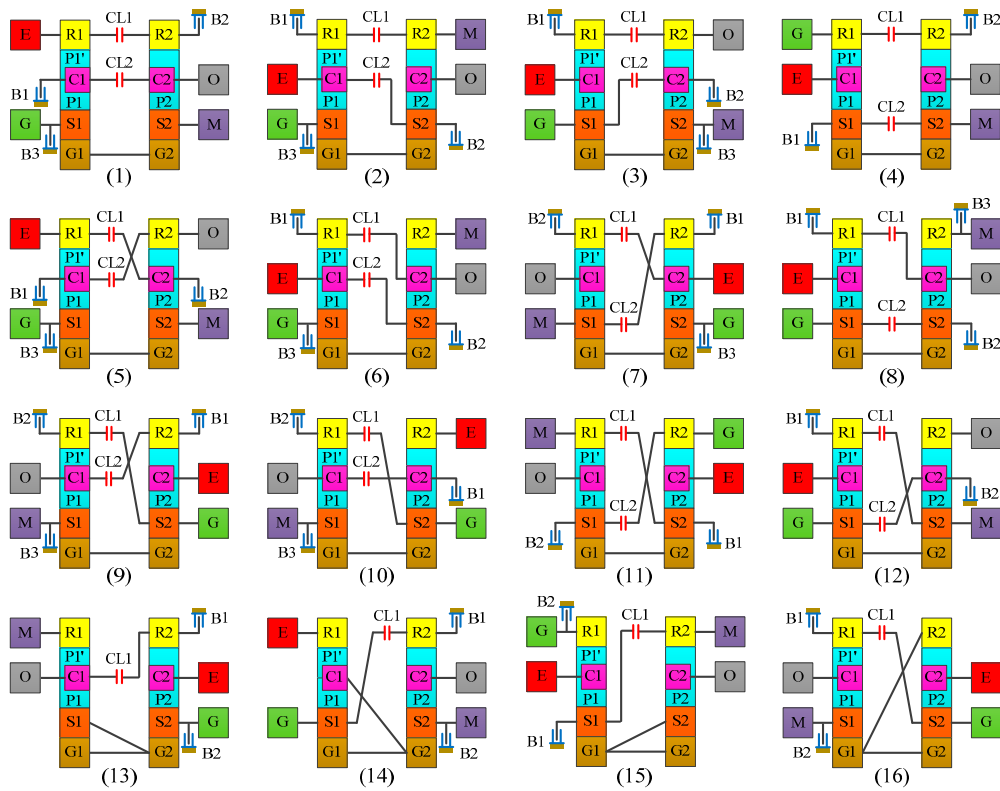 E R1 CL1 R2 B2
P1'
C1 CL2 C2 O
B1 P1 P2
G S1 S2 M
B3 G1 G2
(1)
B1 R1 CL1 R2 M
P1'
E C1 CL2 C2 O
P1 P2
G S1 S2 B2
B3 G1 G2
(2)
B1 R1 CL1 R2 O
P1'
E C1 CL2 C2
P1 P2 B2
G S1 S2 M
G1 G2 B3
(3)
G R1 CL1 R2 B2
P1'
E C1 C2 O
P1 CL2 P2
B1 S1 S2 M
G1 G2
(4)
E R1 CL1 R2 O
P1'
C1 CL2 C2
B1 P1 P2 B2
G S1 S2 M
B3 G1 G2
(5)
B1 R1 CL1 R2 M
P1'
E C1 CL2 C2 O
P1 P2
G S1 S2 B2
B3 G1 G2
(6)
B2 R1 CL1 R2 B1
P1'
O C1 C2 E
P1 CL2 P2
M S1 S2 G
G1 G2 B3
(7)
B1 R1 CL1 R2 B3 M
P1'
E C1 C2 O
P1 CL2 P2
G S1 S2 B2
G1 G2
(8)
B2 R1 CL1 R2 B1
P1'
O C1 CL2 C2 E
P1 P2
M S1 S2 G
B3 G1 G2
(9)
B2 R1 CL1 R2 E
P1'
O C1 CL2 C2
P1 P2 B1
M S1 S2 G
B3 G1 G2
(10)
M R1 CL1 R2 G
P1'
O C1 C2 E
P1 CL2 P2
B2 S1 S2 B1
G1 G2
(11)
B1 R1 CL1 R2 O
P1'
E C1 C2
P1 CL2 P2 B2
G S1 S2 M
G1 G2
(12)
M R1 R2 B1
P1' CL1
O C1 C2 E
P1 P2
S1 S2 G
G1 G2 B2
(13)
E R1 CL1 R2 B1
P1'
C1 C2 O
P1 P2
G S1 S2 M
G1 G2 B2
(14)
B2 G R1 CL1 R2 M
P1'
E C1 C2 O
P1 P2
B1 S1 S2
G1 G2
(15)
B1 R1 CL1 R2
P1'
O C1 C2 E
P1 P2
M S1 S2 G
B2 G1 G2
(16)